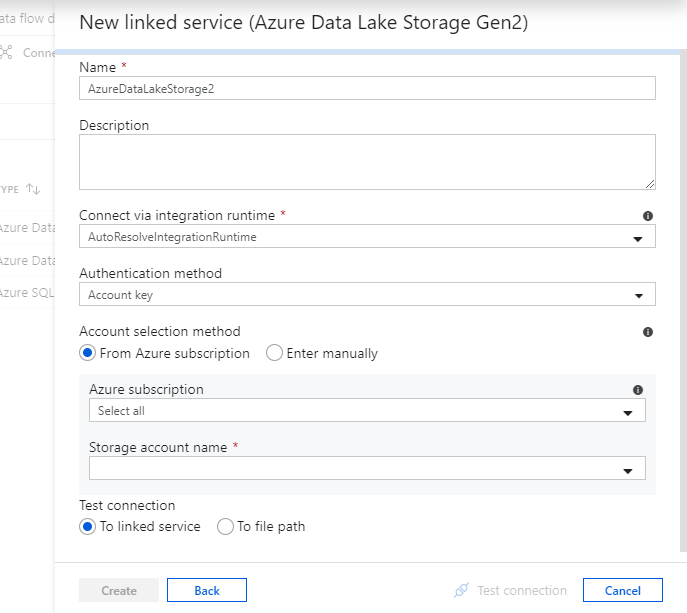 New linked service (Azure Data Lake Storage Gen2)
ata flow d
Conne
Name *
AzureDataLakeStorage2
Description
YPE
Connect via integration runtime *
Azure Data
AutoResolveIntegrationRuntime
Azure Data
Authentication method
Azure SQL
Account key
Account selection method
From Azure subscription Enter manually
Azure subscription
Select all
Storage account name *
Test connection
To linked service To file path
Create Back Test connection Cancel